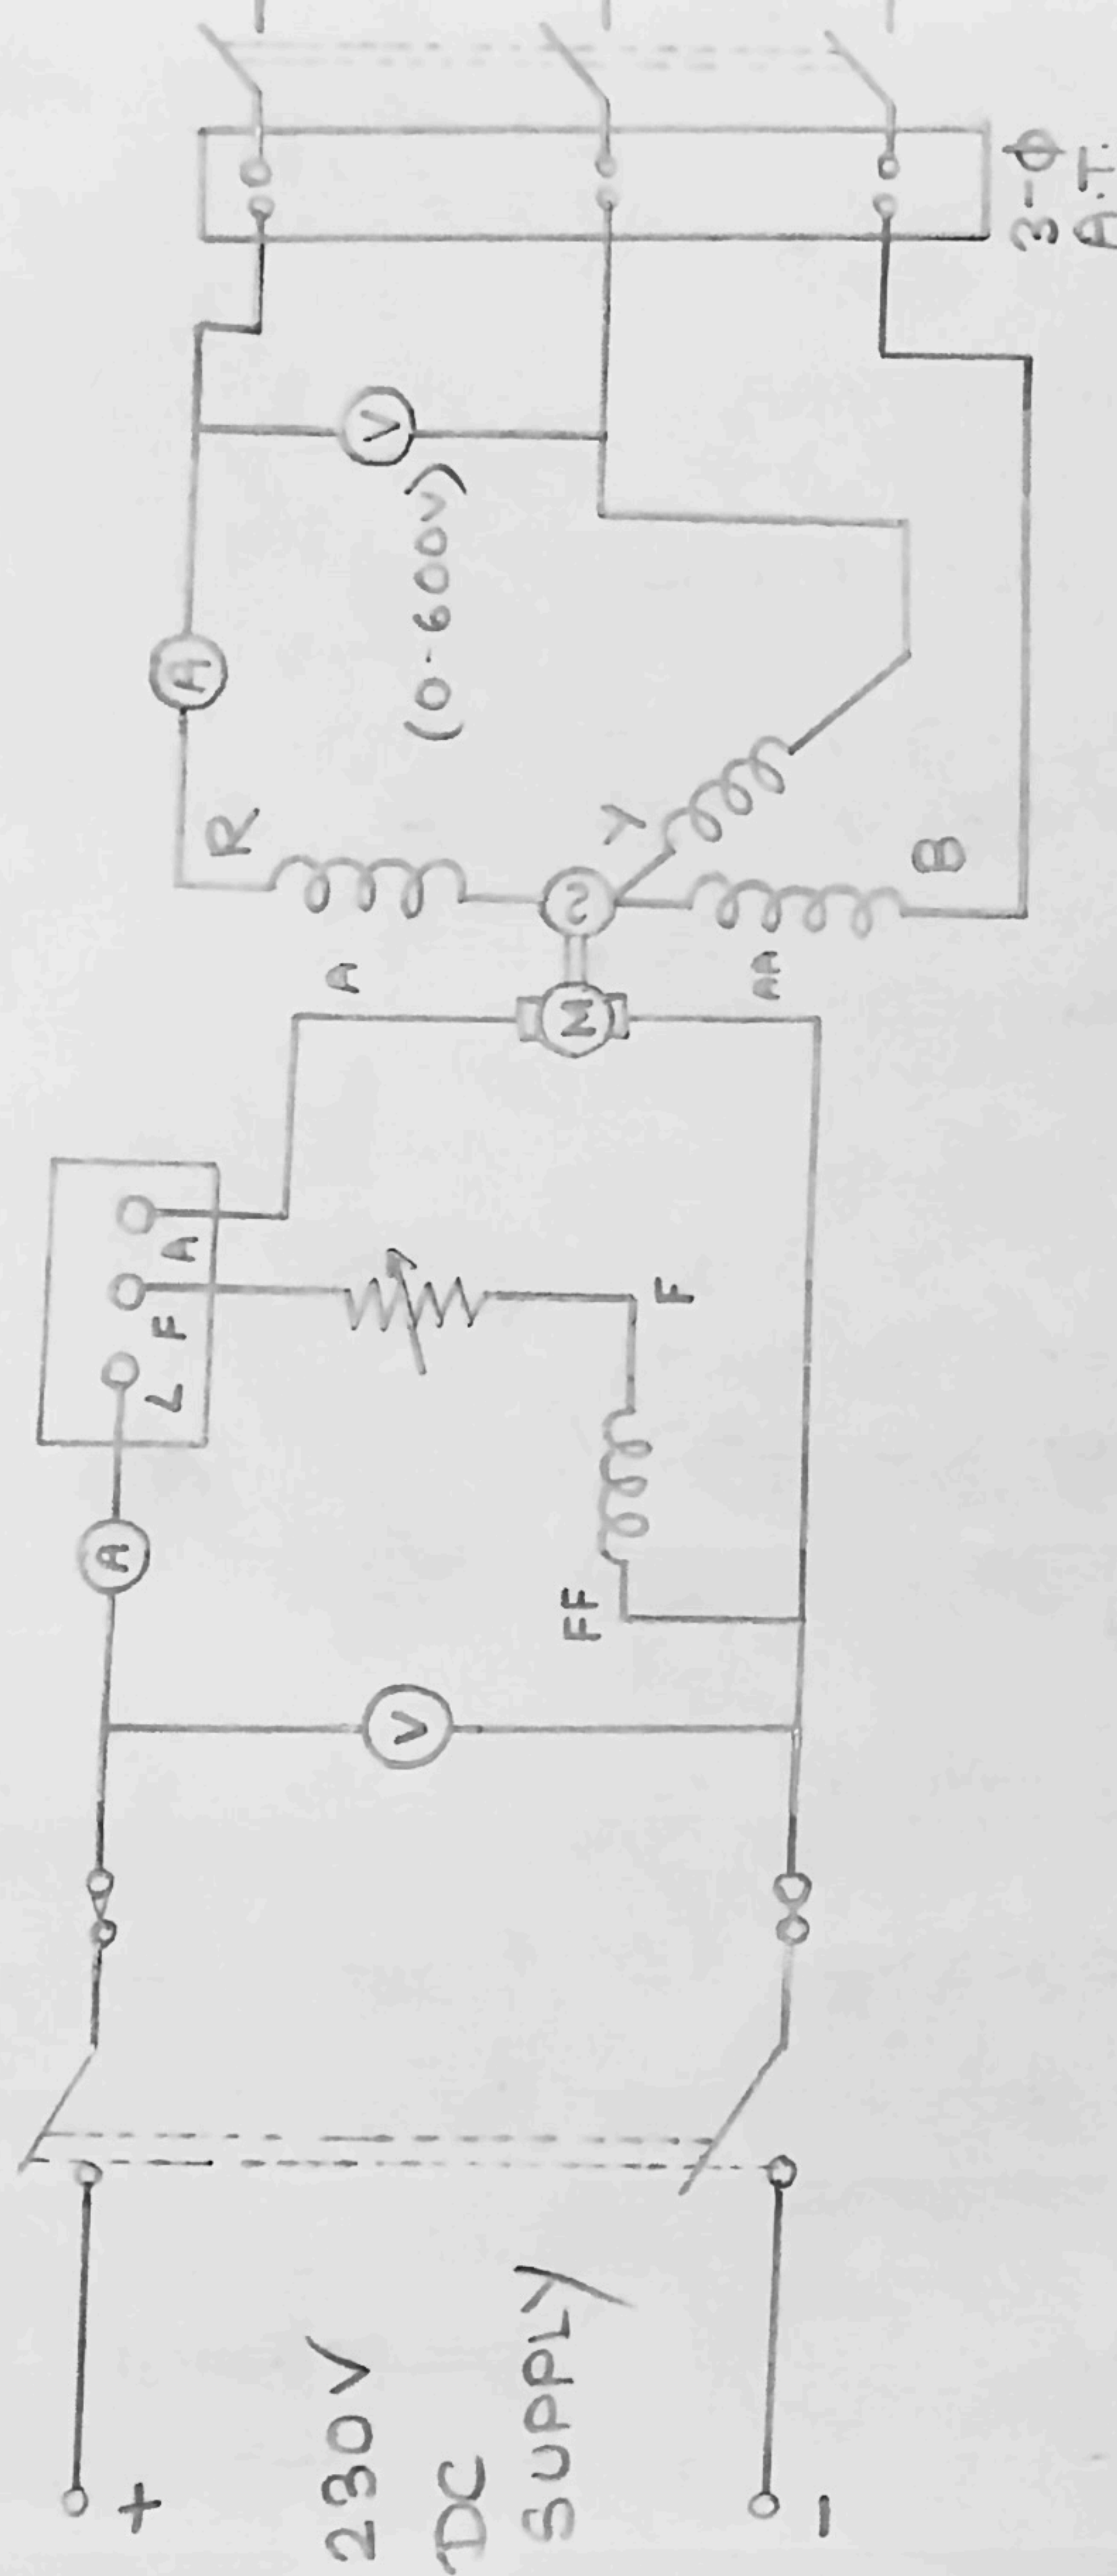 +
230V
DC
SUPPLY
-
V
A
L F A
FF
F
A
M
AA
R
Y
B
A
V
(0-600V)
3-Φ
A.T.